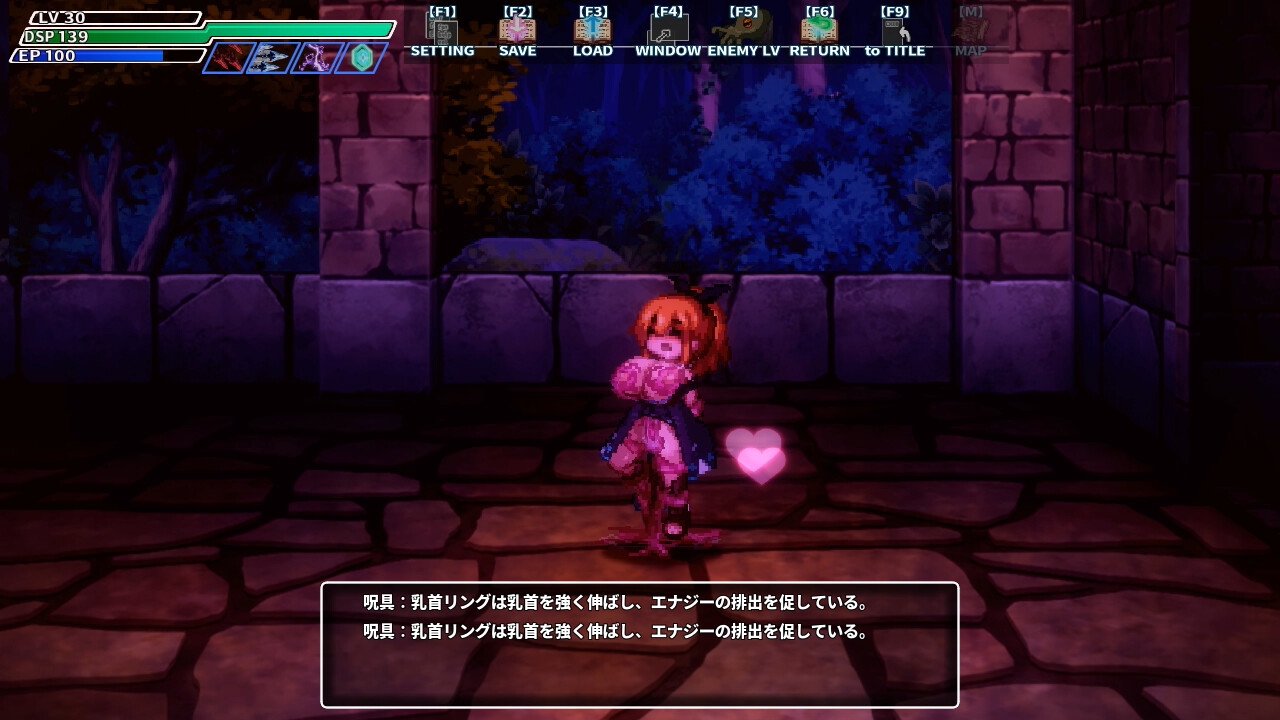 LV 30
DSP 139
EP 100
[F1] [F2] [F3] [F4] [F5] [F6] [F9] [M]
SETTING SAVE LOAD WINDOW ENEMY LV RETURN to TITLE MAP
呪具：乳首リングは乳首を強く伸ばし、エナジーの排出を促している。
呪具：乳首リングは乳首を強く伸ばし、エナジーの排出を促している。